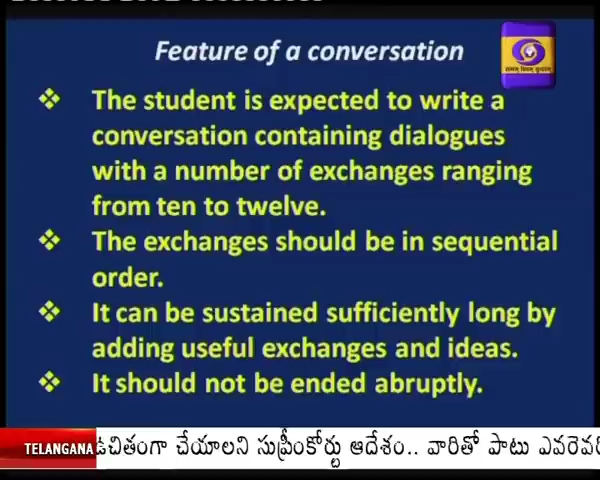 Feature of a conversation
❖ The student is expected to write a
conversation containing dialogues
with a number of exchanges ranging
from ten to twelve.
❖ The exchanges should be in sequential
order.
❖ It can be sustained sufficiently long by
adding useful exchanges and ideas.
❖ It should not be ended abruptly.
TELANGANA ఉచితంగా చేయాలని సుప్రీంకోర్టు ఆదేశం.. వారితో పాటు